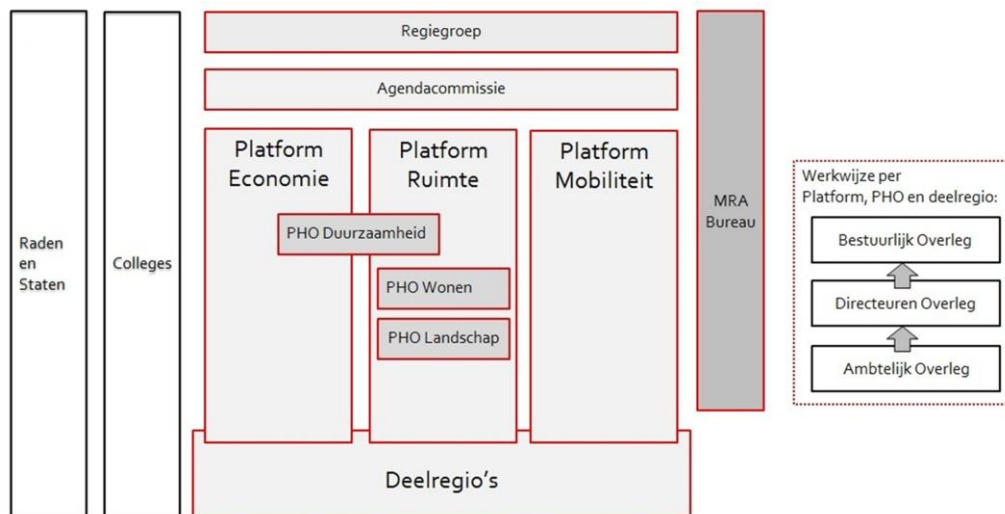 Raden
en
Staten
Colleges
Regiegroep
Agendacommissie
Platform
Economie
Platform
Ruimte
Platform
Mobiliteit
PHO Duurzaamheid
PHO Wonen
PHO Landschap
Deelregio's
MRA
Bureau
Werkwijze per
Platform, PHO en deelregio:
Bestuurlijk Overleg
Directeuren Overleg
Ambtelijk Overleg